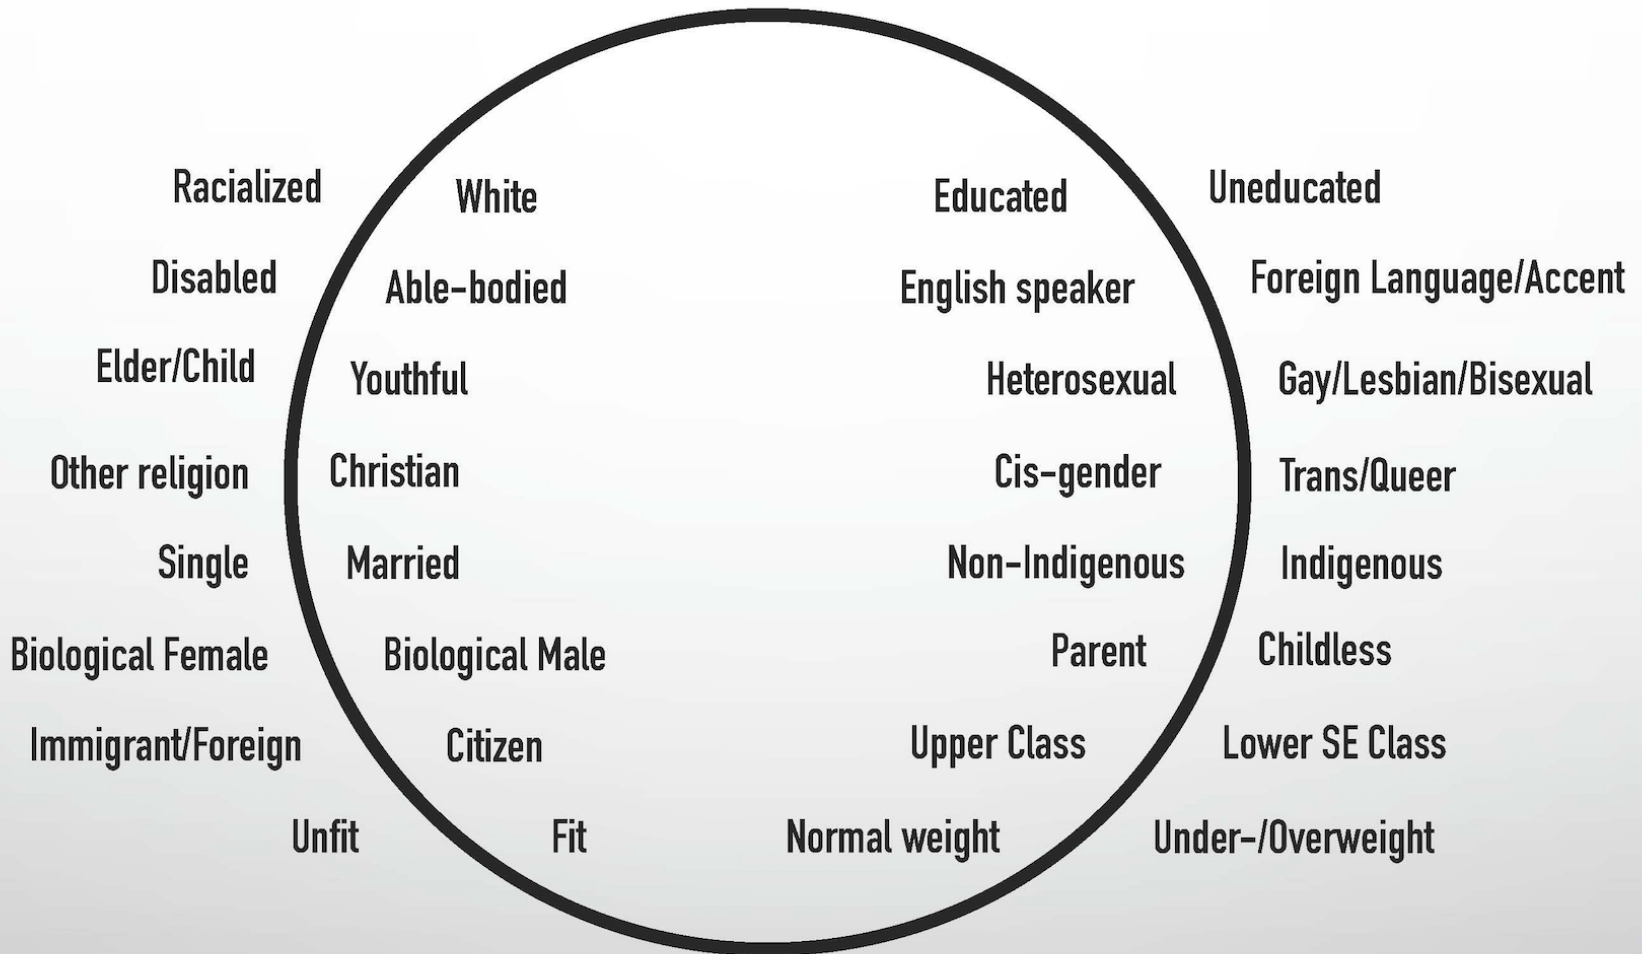 Racialized White Educated Uneducated
Disabled Able-bodied English speaker Foreign Language/Accent
Elder/Child Youthful Heterosexual Gay/Lesbian/Bisexual
Other religion Christian Cis-gender Trans/Queer
Single Married Non-Indigenous Indigenous
Biological Female Biological Male Parent Childless
Immigrant/Foreign Citizen Upper Class Lower SE Class
Unfit Fit Normal weight Under-/Overweight